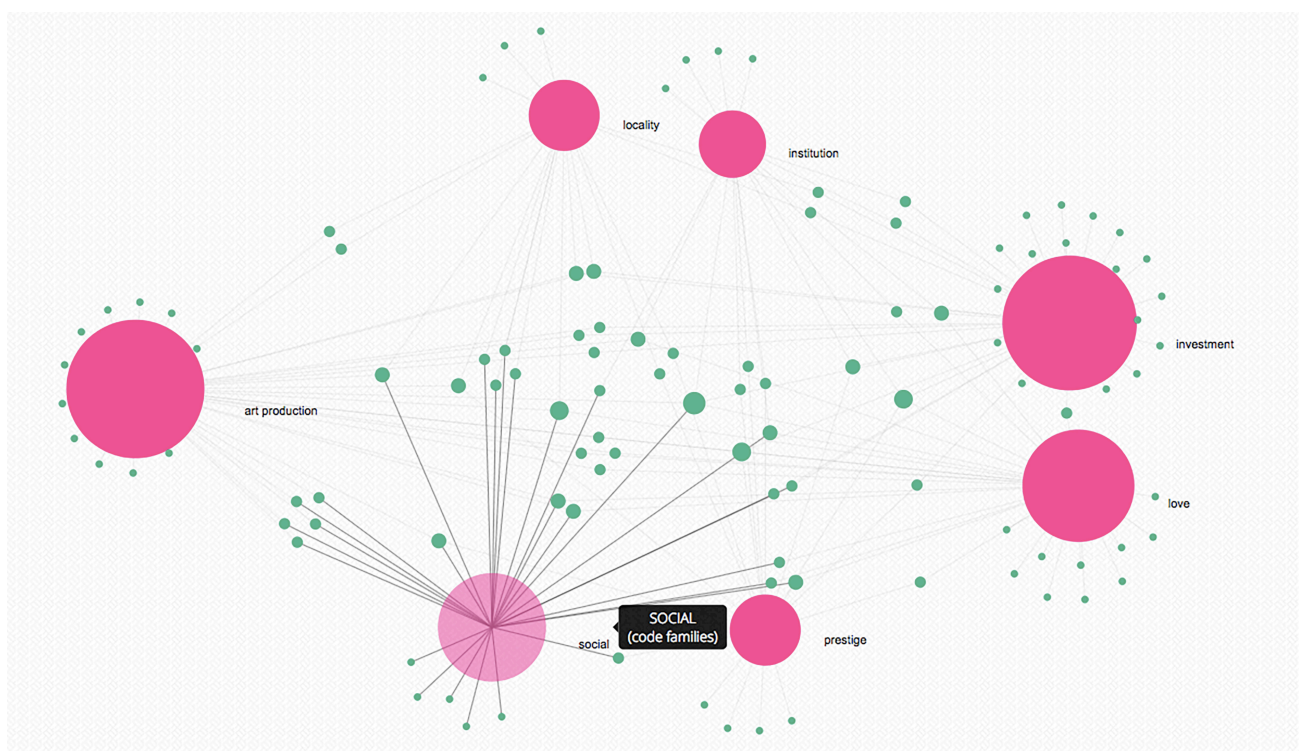 locality
institution
investment
art production
love
SOCIAL
(code families)
social
prestige